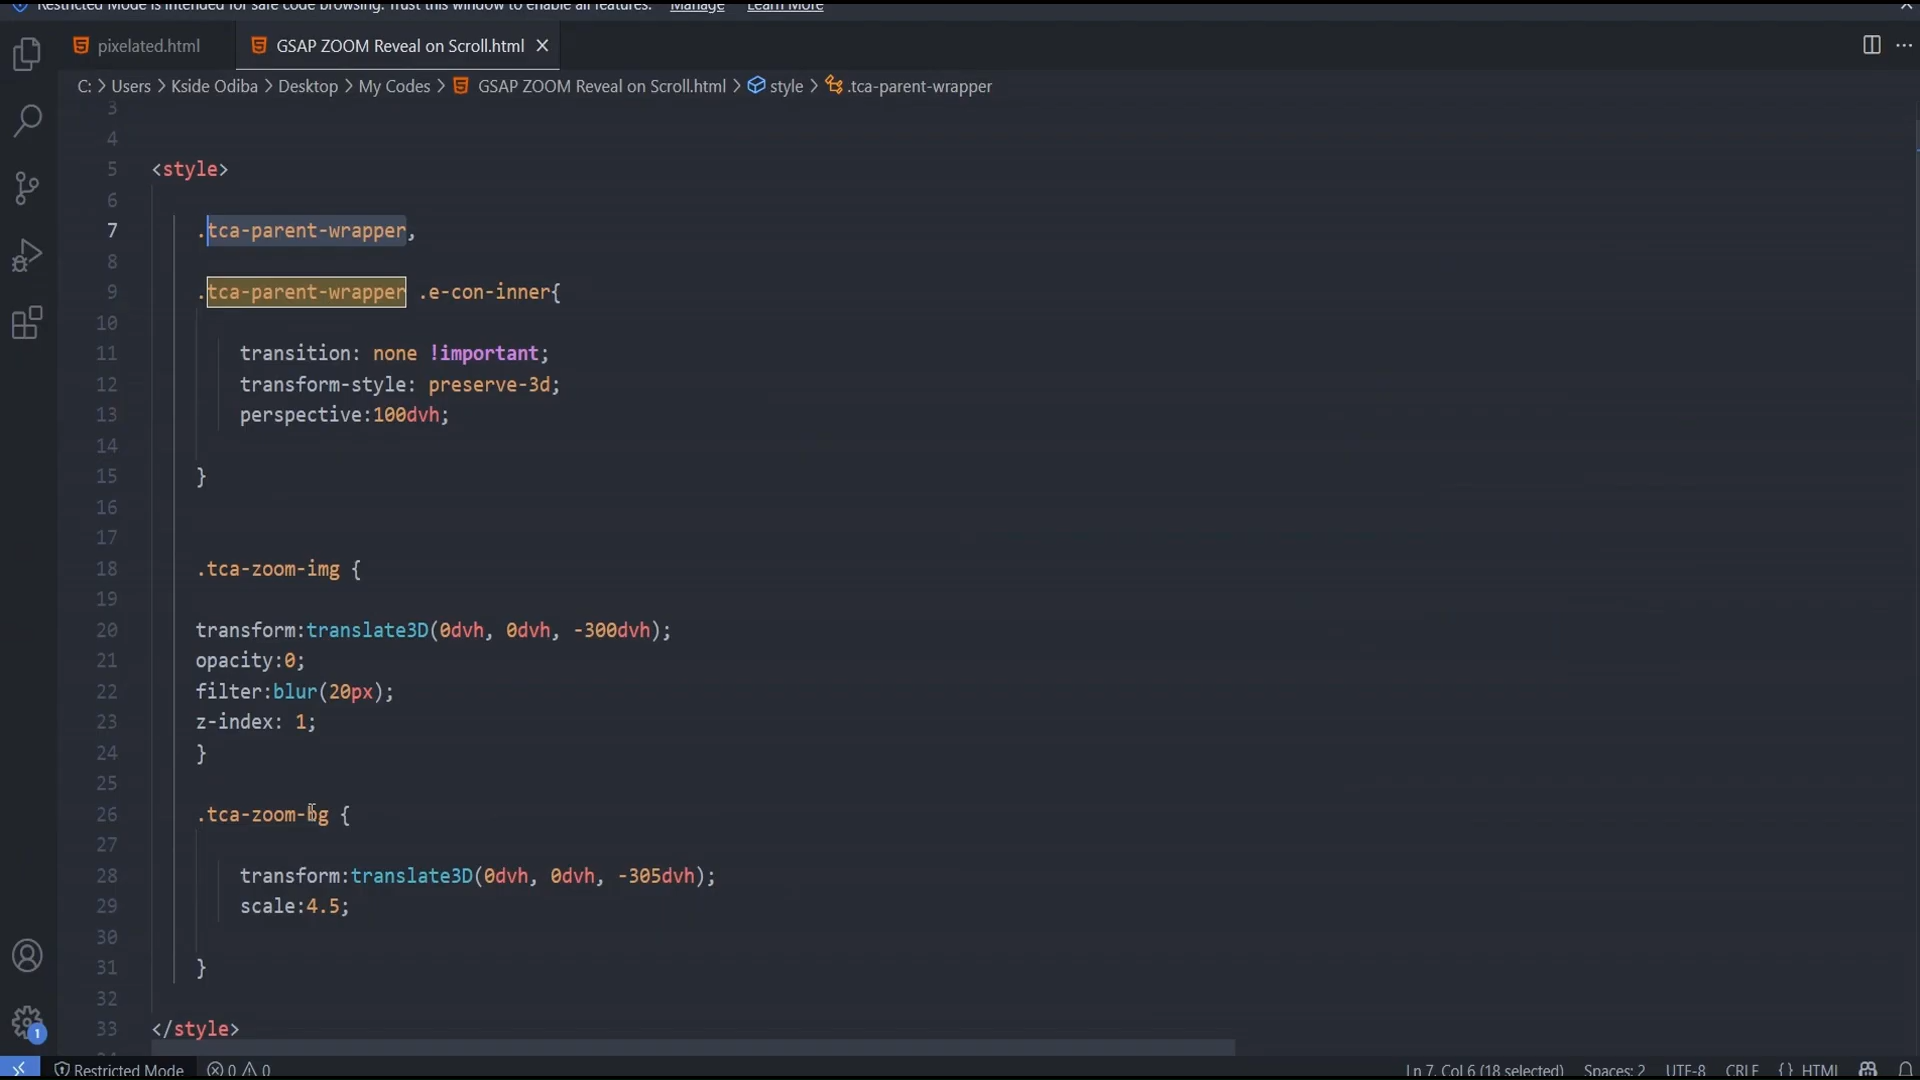 Restricted Mode is intended for safe code browsing. Trust this window to enable all features. Manage Learn More
pixelated.html
GSAP ZOOM Reveal on Scroll.html
C: > Users > Kside Odiba > Desktop > My Codes > GSAP ZOOM Reveal on Scroll.html > style > .tca-parent-wrapper
3
4
5 <style>
6
7 .tca-parent-wrapper,
8
9 .tca-parent-wrapper .e-con-inner{
10
11 transition: none !important;
12 transform-style: preserve-3d;
13 perspective:100dvh;
14
15 }
16
17
18 .tca-zoom-img {
19
20 transform:translate3D(0dvh, 0dvh, -300dvh);
21 opacity:0;
22 filter:blur(20px);
23 z-index: 1;
24 }
25
26 .tca-zoom-bg {
27
28 transform:translate3D(0dvh, 0dvh, -305dvh);
29 scale:4.5;
30
31 }
32
33 </style>
1
Restricted Mode 0 0 Ln 7, Col 6 (18 selected) Spaces: 2 UTF-8 CRLF {} HTML